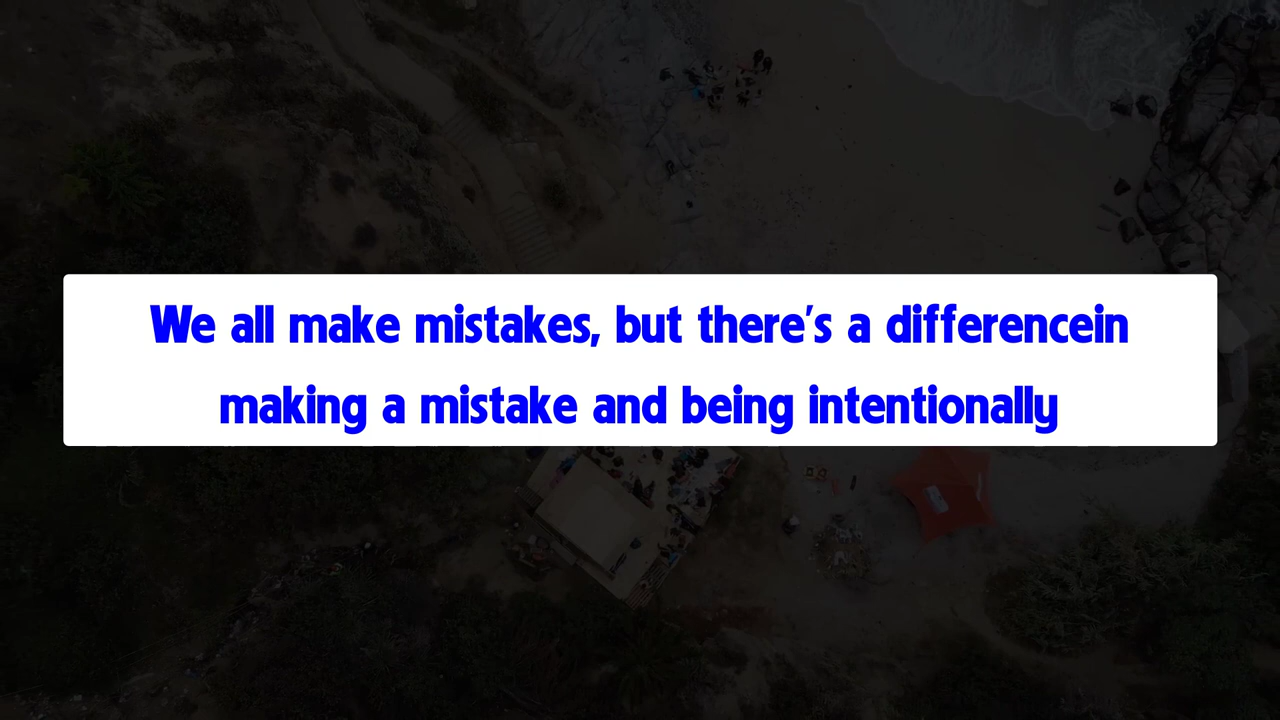 We all make mistakes, but there's a differencein
making a mistake and being intentionally